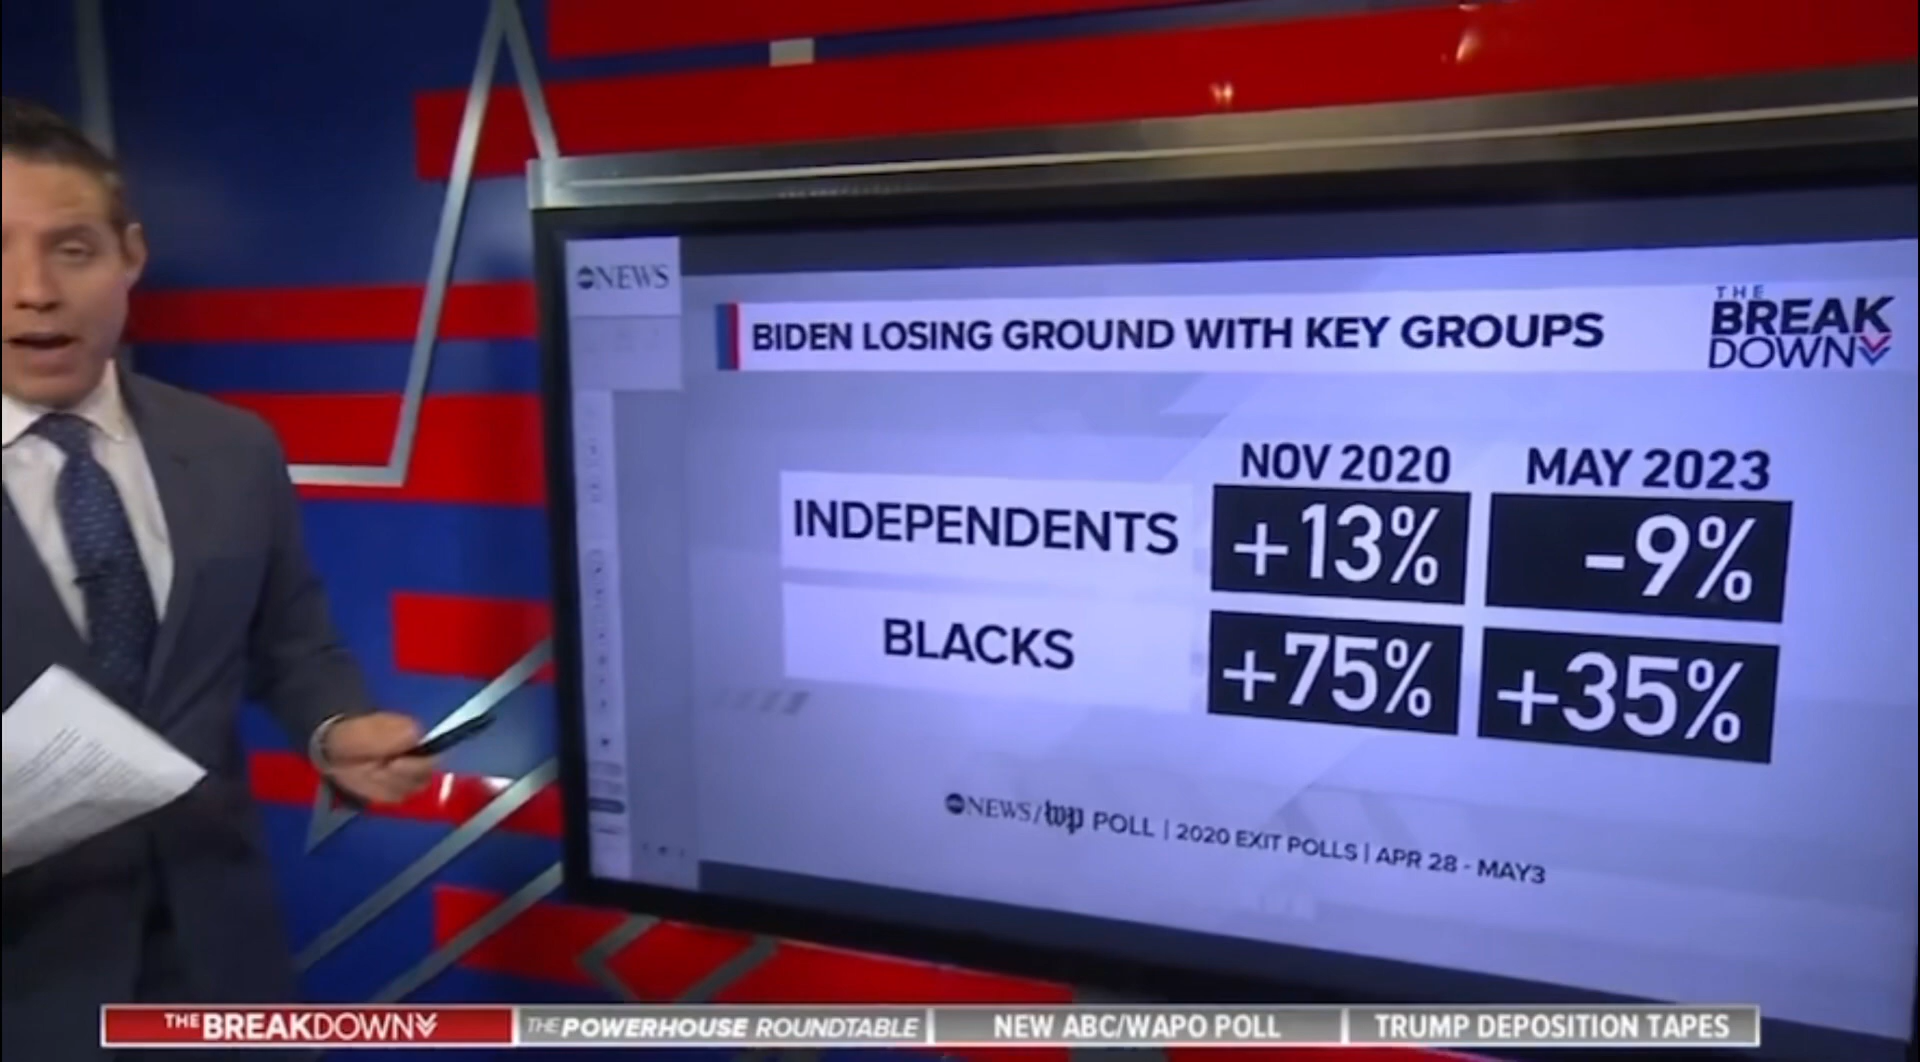 NEWS
THE
BREAK
DOWN
BIDEN LOSING GROUND WITH KEY GROUPS
NOV 2020 MAY 2023
INDEPENDENTS +13% -9%
BLACKS +75% +35%
abc NEWS/wp POLL | 2020 EXIT POLLS | APR 28 - MAY3
THE BREAKDOWN THE POWERHOUSE ROUNDTABLE NEW ABC/WAPO POLL TRUMP DEPOSITION TAPES